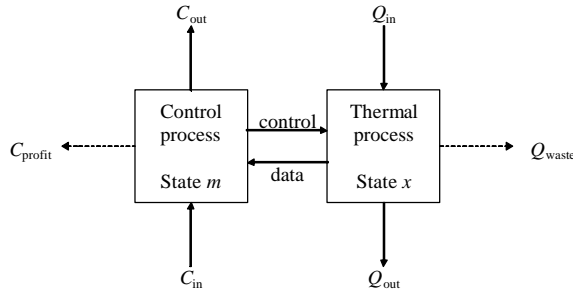 C_out
Q_in
Control
process
Thermal
process
control
C_profit
Q_waste
data
State m
State x
C_in
Q_out